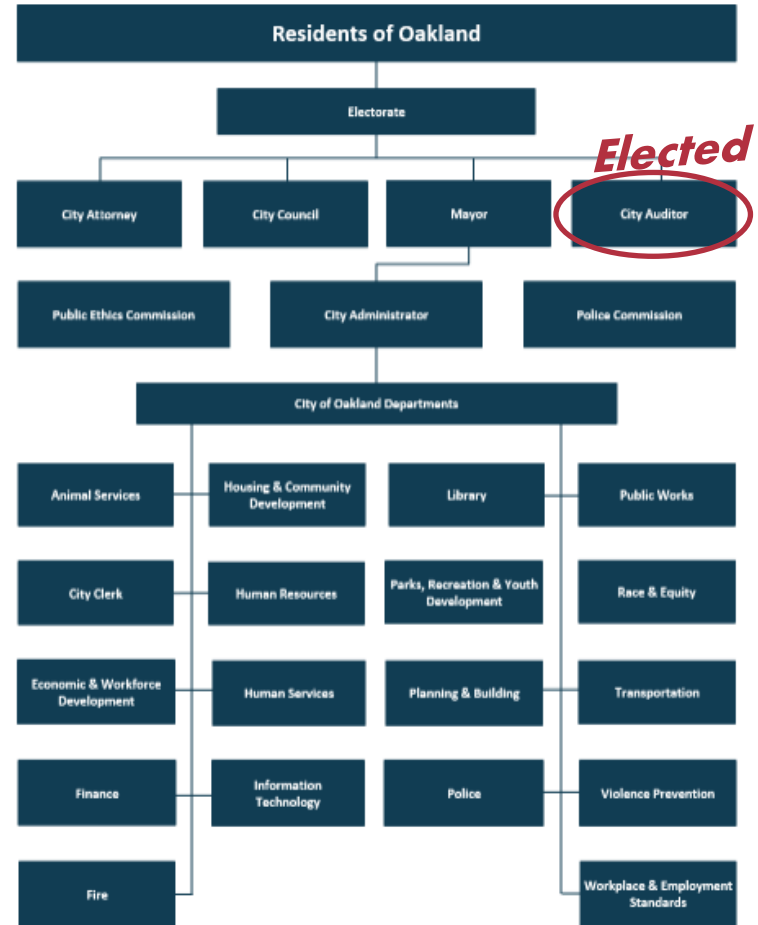 Residents of Oakland
Electorate
Elected
City Attorney
City Council
Mayor
City Auditor
Public Ethics Commission
City Administrator
Police Commission
City of Oakland Departments
Animal Services
Housing & Community
Development
Library
Public Works
City Clerk
Human Resources
Parks, Recreation & Youth
Development
Race & Equity
Economic & Workforce
Development
Human Services
Planning & Building
Transportation
Finance
Information
Technology
Police
Violence Prevention
Fire
Workplace & Employment
Standards